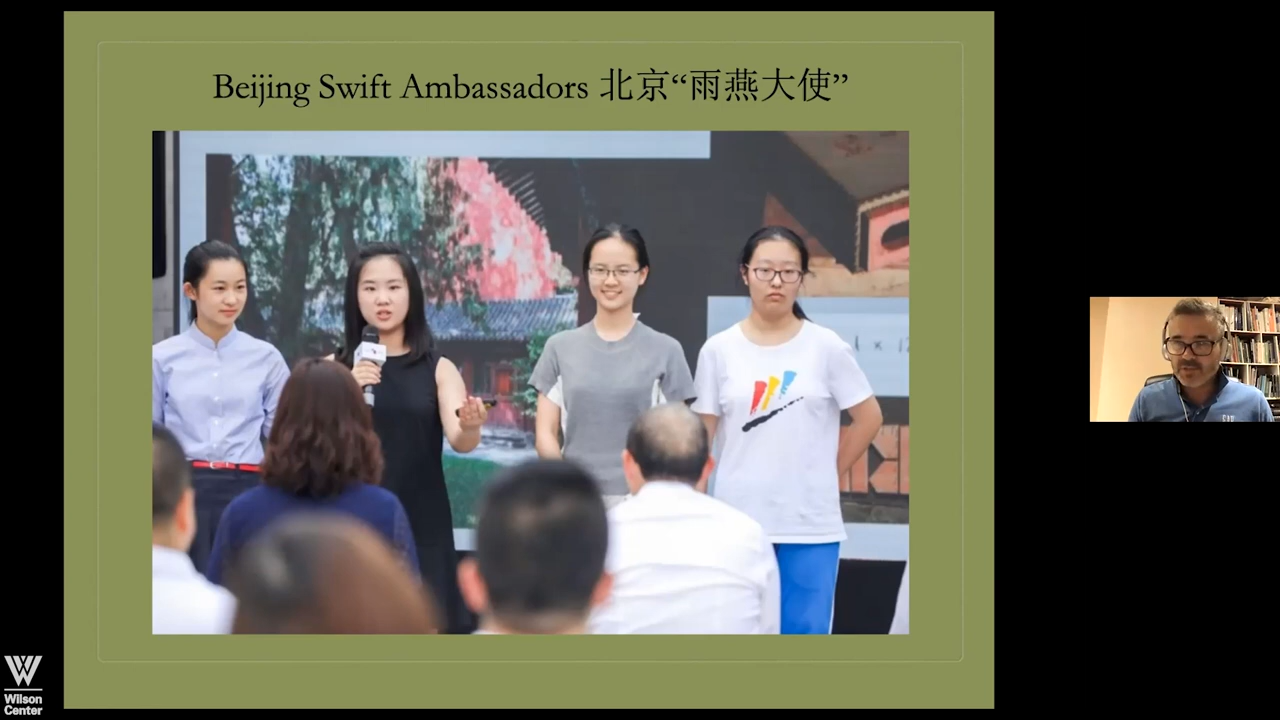 Beijing Swift Ambassadors 北京“雨燕大使”
Wilson
Center